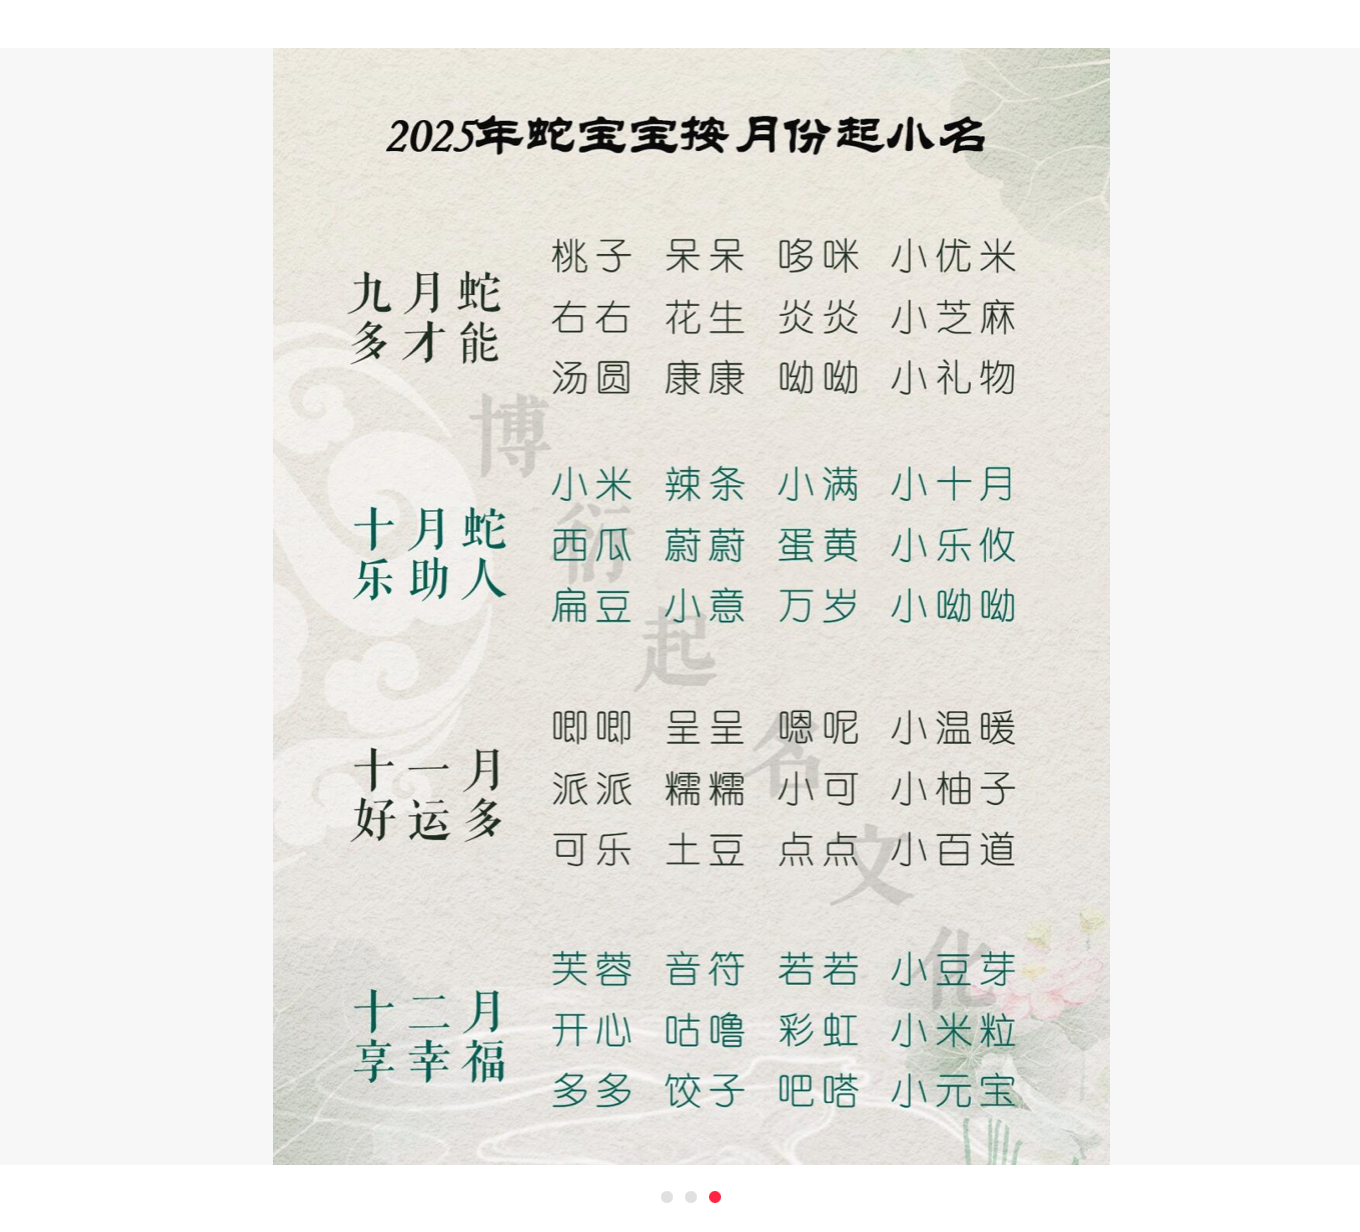 2025年蛇宝宝按月份起小名
九月蛇
多才能
桃子 呆呆 哆咪 小优米
右右 花生 炎炎 小芝麻
汤圆 康康 呦呦 小礼物
十月蛇
乐助人
小米 辣条 小满 小十月
西瓜 蔚蔚 蛋黄 小乐攸
扁豆 小意 万岁 小呦呦
十一月
好运多
唧唧 呈呈 嗯呢 小温暖
派派 糯糯 小可 小柚子
可乐 土豆 点点 小百道
十二月
享幸福
芙蓉 音符 若若 小豆芽
开心 咕噜 彩虹 小米粒
多多 饺子 吧嗒 小元宝
博衍起名文化